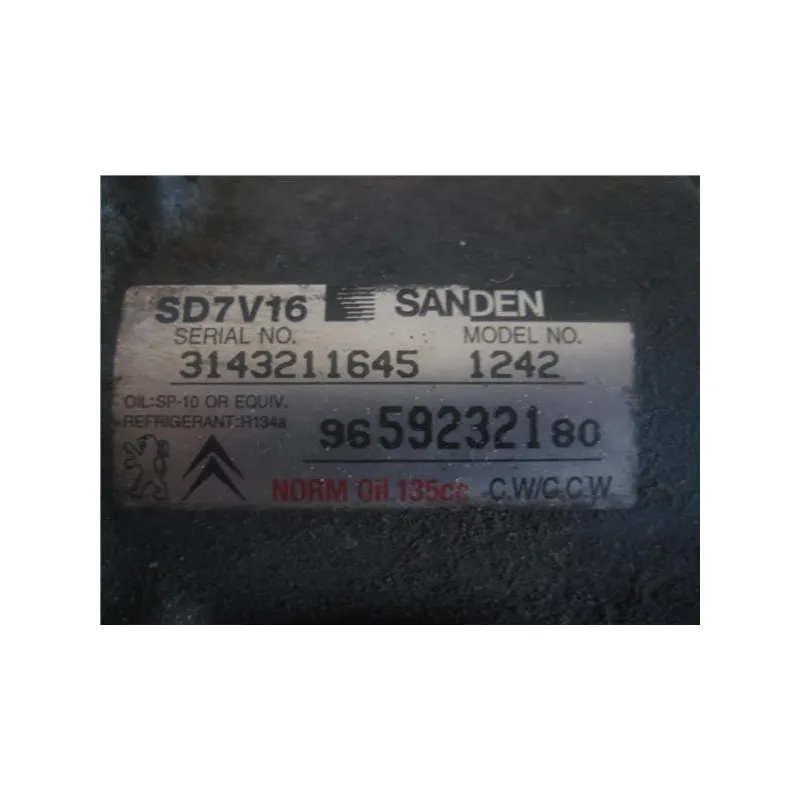 SD7V16 SANDEN
SERIAL NO. MODEL NO.
3143211645 1242
OIL:SP-10 OR EQUIV.
REFRIGERANT:R134a
9659232180
NORM Oil 135cc C.W/C.C.W